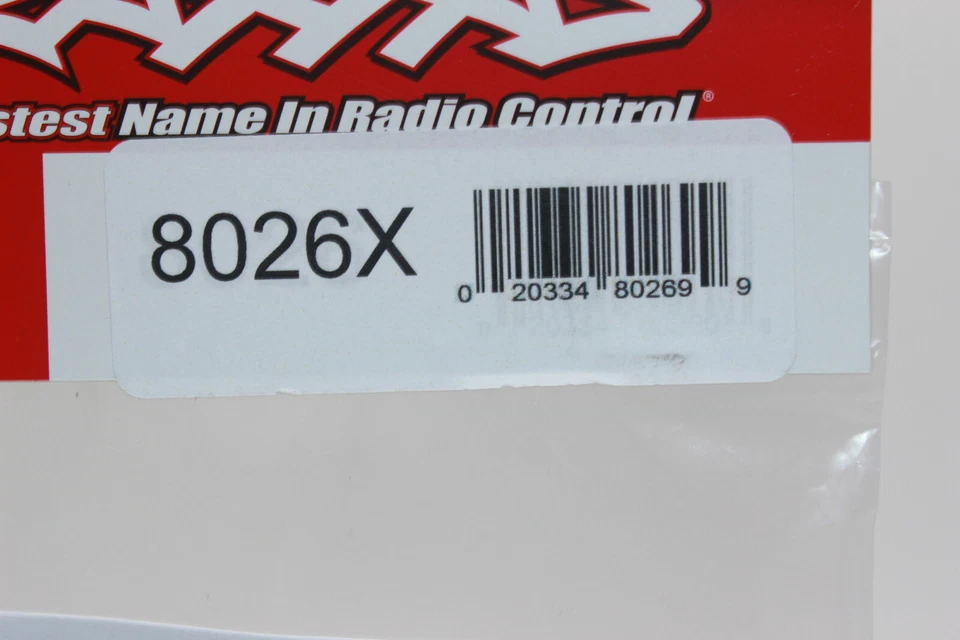 stest Name In Radio Control ®
8026X
0 20334 80269 9